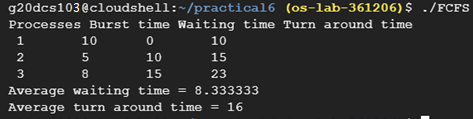 g20dcs103@cloudshell:~/practical6 (os-lab-361206)$ ./FCFS
Processes Burst time Waiting time Turn around time
1 10 0 10
2 5 10 15
3 8 15 23
Average waiting time = 8.333333
Average turn around time = 16